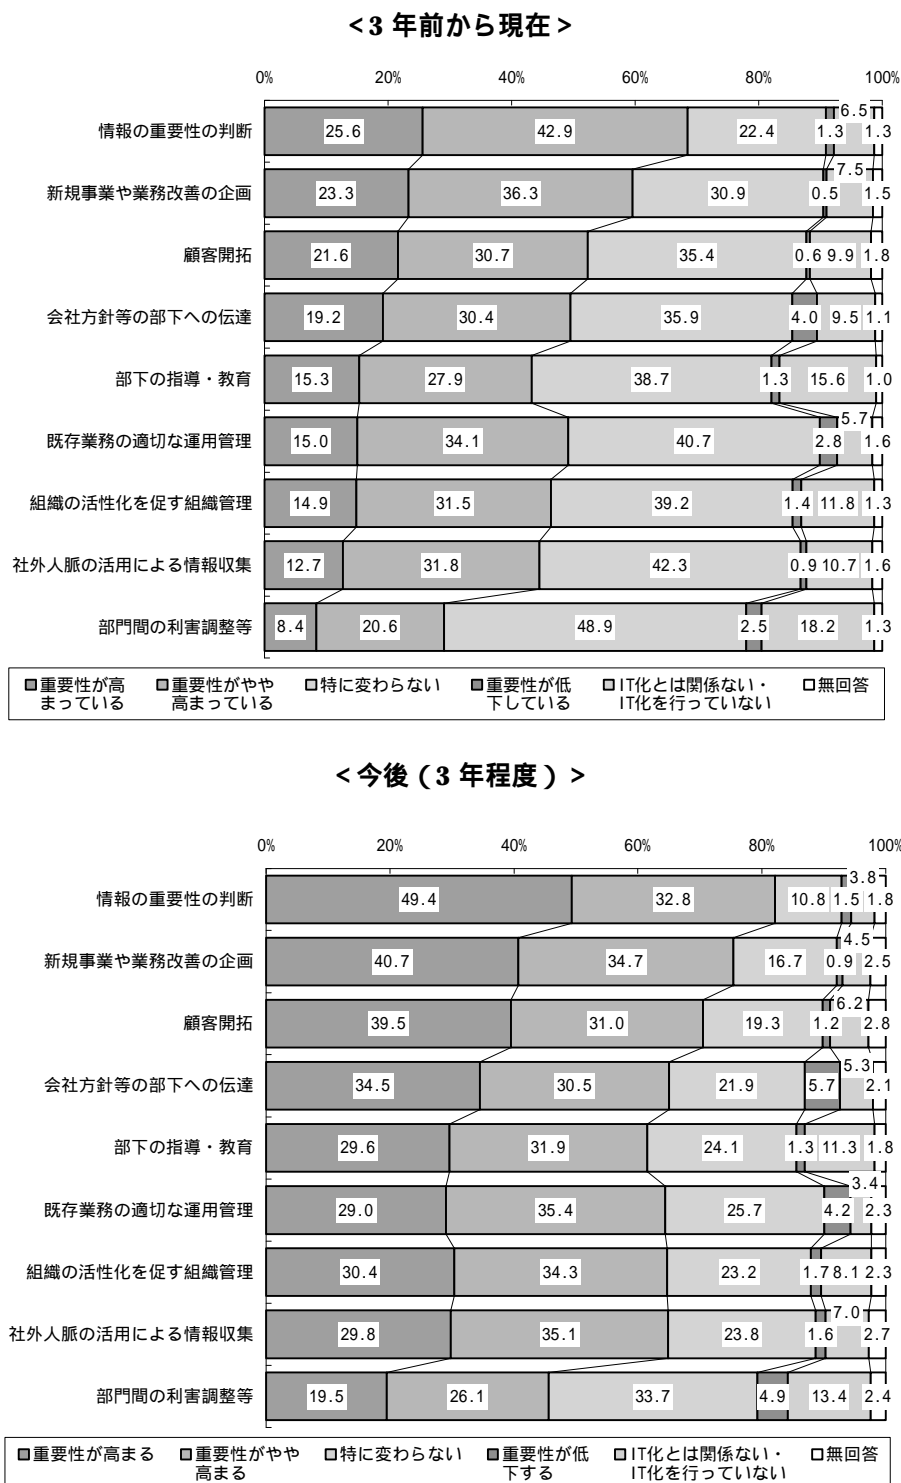 <3 年前から現在>
0% 20% 40% 60% 80% 100%
情報の重要性の判断 25.6 42.9 22.4 1.3 6.5 1.3
新規事業や業務改善の企画 23.3 36.3 30.9 0.5 7.5 1.5
顧客開拓 21.6 30.7 35.4 0.6 9.9 1.8
会社方針等の部下への伝達 19.2 30.4 35.9 4.0 9.5 1.1
部下の指導・教育 15.3 27.9 38.7 1.3 15.6 1.0
既存業務の適切な運用管理 15.0 34.1 40.7 2.8 5.7 1.6
組織の活性化を促す組織管理 14.9 31.5 39.2 1.4 11.8 1.3
社外人脈の活用による情報収集 12.7 31.8 42.3 0.9 10.7 1.6
部門間の利害調整等 8.4 20.6 48.9 2.5 18.2 1.3
重要性が高 重要性がやや 特に変わらない 重要性が低 IT化とは関係ない・ 無回答
まっている 高まっている 下している IT化を行っていない
<今後(3 年程度)>
0% 20% 40% 60% 80% 100%
情報の重要性の判断 49.4 32.8 10.8 1.5 3.8 1.8
新規事業や業務改善の企画 40.7 34.7 16.7 0.9 4.5 2.5
顧客開拓 39.5 31.0 19.3 1.2 6.2 2.8
会社方針等の部下への伝達 34.5 30.5 21.9 5.7 5.3 2.1
部下の指導・教育 29.6 31.9 24.1 1.3 11.3 1.8
既存業務の適切な運用管理 29.0 35.4 25.7 4.2 3.4 2.3
組織の活性化を促す組織管理 30.4 34.3 23.2 1.7 8.1 2.3
社外人脈の活用による情報収集 29.8 35.1 23.8 1.6 7.0 2.7
部門間の利害調整等 19.5 26.1 33.7 4.9 13.4 2.4
重要性が高まる 重要性がやや 特に変わらない 重要性が低 IT化とは関係ない・ 無回答
高まる 下する IT化を行っていない